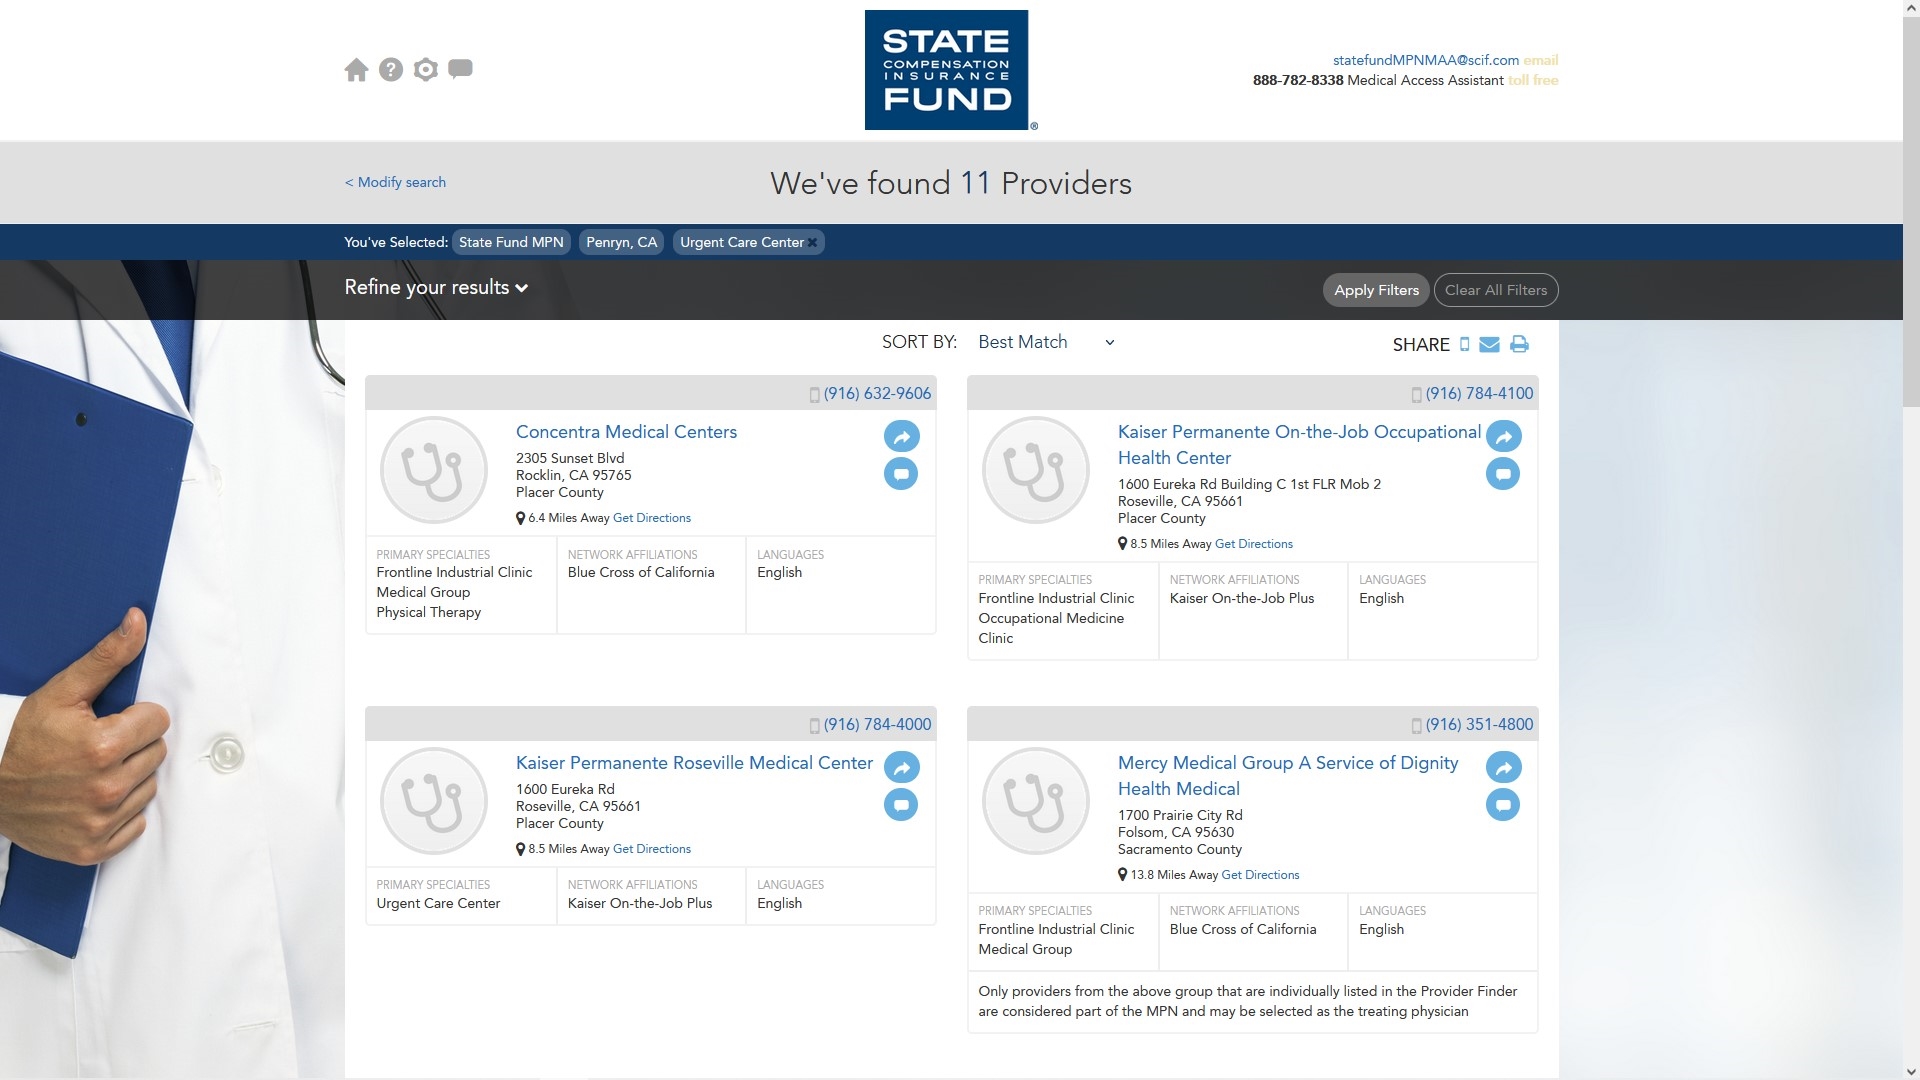 STATE
COMPENSATION
INSURANCE
FUND
®
statefundMPNMAA@scif.com email
888-782-8338 Medical Access Assistant toll free
< Modify search
We've found 11 Providers
You've Selected: State Fund MPN Penryn, CA Urgent Care Center
Refine your results
Apply Filters Clear All Filters
SORT BY: Best Match
SHARE
(916) 632-9606
Concentra Medical Centers
2305 Sunset Blvd
Rocklin, CA 95765
Placer County
6.4 Miles Away Get Directions
PRIMARY SPECIALTIES
Frontline Industrial Clinic
Medical Group
Physical Therapy
NETWORK AFFILIATIONS
Blue Cross of California
LANGUAGES
English
(916) 784-4100
Kaiser Permanente On-the-Job Occupational
Health Center
1600 Eureka Rd Building C 1st FLR Mob 2
Roseville, CA 95661
Placer County
8.5 Miles Away Get Directions
PRIMARY SPECIALTIES
Frontline Industrial Clinic
Occupational Medicine
Clinic
NETWORK AFFILIATIONS
Kaiser On-the-Job Plus
LANGUAGES
English
(916) 784-4000
Kaiser Permanente Roseville Medical Center
1600 Eureka Rd
Roseville, CA 95661
Placer County
8.5 Miles Away Get Directions
PRIMARY SPECIALTIES
Urgent Care Center
NETWORK AFFILIATIONS
Kaiser On-the-Job Plus
LANGUAGES
English
(916) 351-4800
Mercy Medical Group A Service of Dignity
Health Medical
1700 Prairie City Rd
Folsom, CA 95630
Sacramento County
13.8 Miles Away Get Directions
PRIMARY SPECIALTIES
Frontline Industrial Clinic
Medical Group
NETWORK AFFILIATIONS
Blue Cross of California
LANGUAGES
English
Only providers from the above group that are individually listed in the Provider Finder
are considered part of the MPN and may be selected as the treating physician